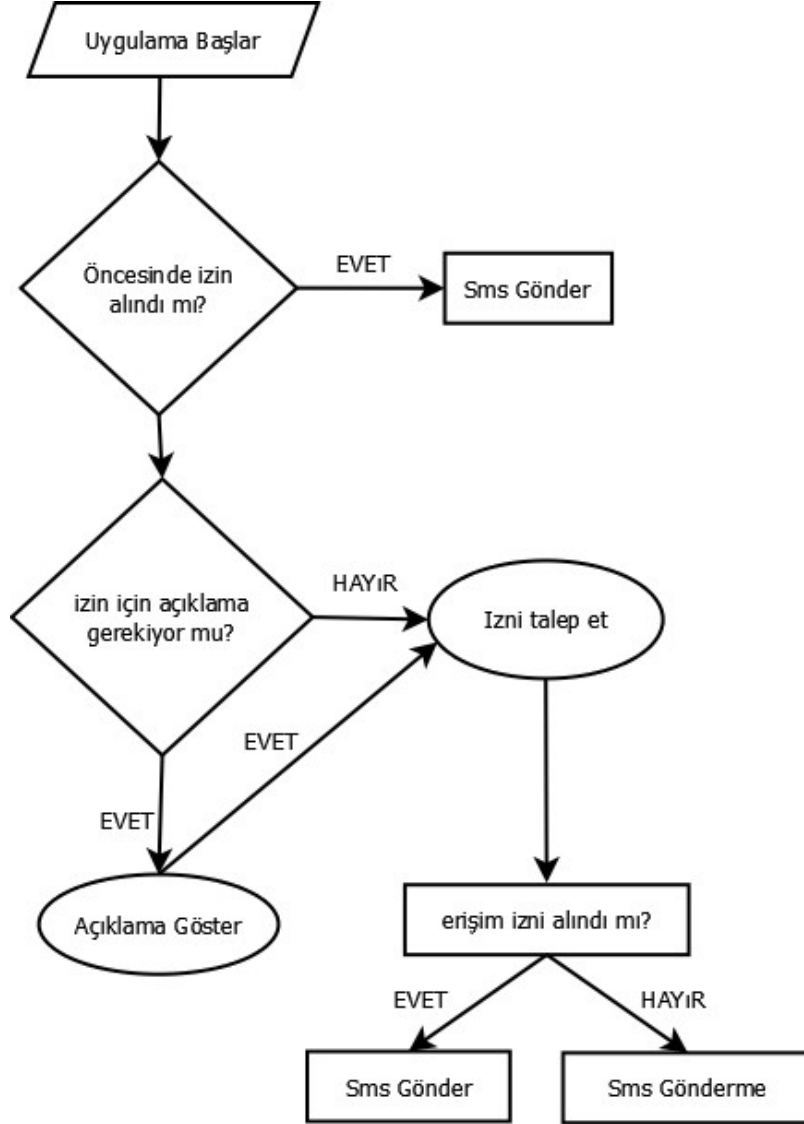 Uygulama Başlar
Öncesinde izin
alındı mı?
EVET
Sms Gönder
izin için açıklama
gerekiyor mu?
HAYıR
Izni talep et
EVET
EVET
Açıklama Göster
erişim izni alındı mı?
EVET
HAYıR
Sms Gönder
Sms Gönderme